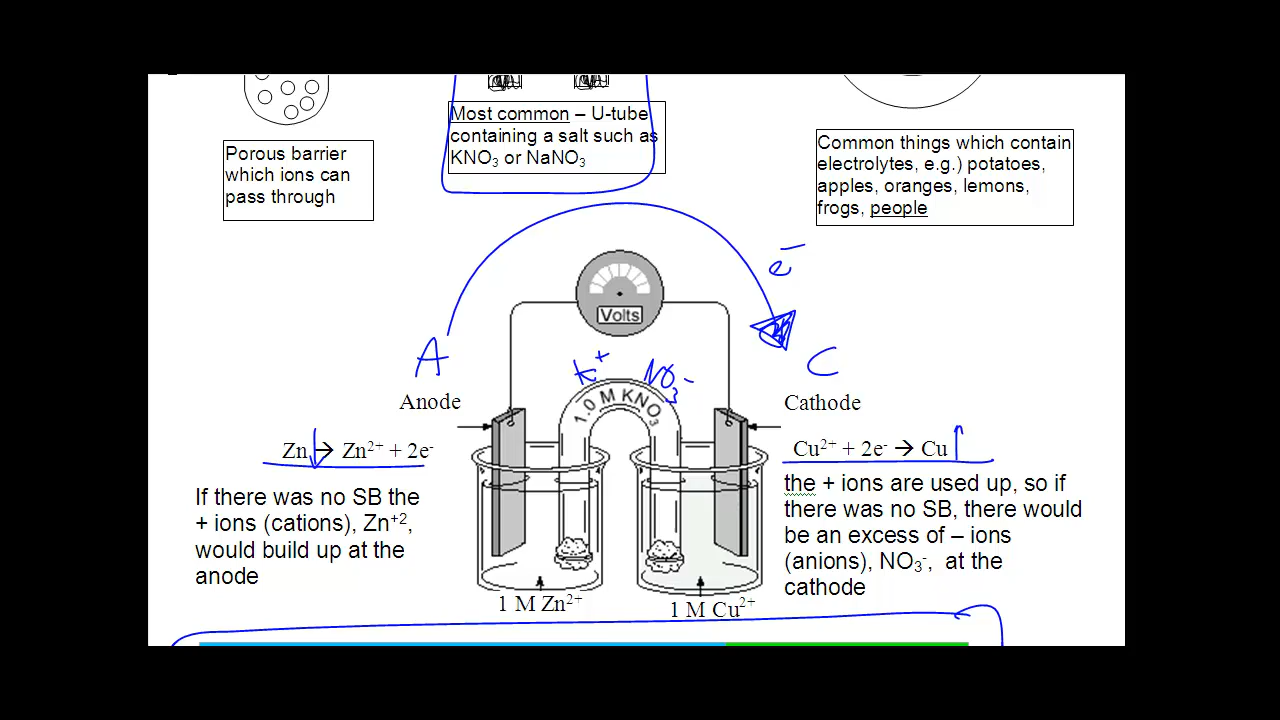 Porous barrier
which ions can
pass through
Most common – U-tube
containing a salt such as
KNO₃ or NaNO₃
Common things which contain
electrolytes, e.g.) potatoes,
apples, oranges, lemons,
frogs, people
e⁻
Volts
A
C
K⁺
NO₃⁻
1.0 M KNO₃
Anode
Cathode
Zn → Zn²⁺ + 2e⁻
Cu²⁺ + 2e⁻ → Cu
If there was no SB the
+ ions (cations), Zn⁺²,
would build up at the
anode
the + ions are used up, so if
there was no SB, there would
be an excess of – ions
(anions), NO₃⁻, at the
cathode
1 M Zn²⁺
1 M Cu²⁺